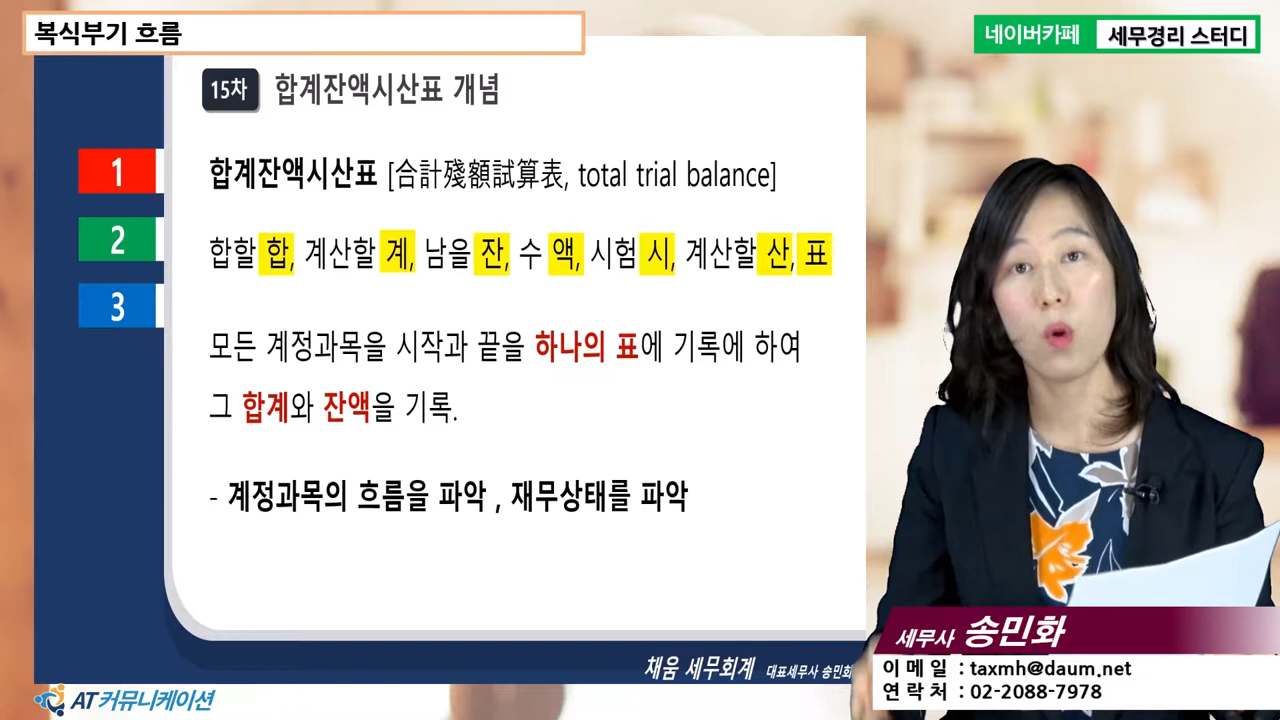 복식부기 흐름
네이버카페 세무경리 스터디
15차 합계잔액시산표 개념
1
합계잔액시산표 [合計殘額試算表, total trial balance]
2
합할 합, 계산할 계, 남을 잔, 수 액, 시험 시, 계산할 산, 표
3
모든 계정과목을 시작과 끝을 하나의 표에 기록에 하여
그 합계와 잔액을 기록.
- 계정과목의 흐름을 파악 , 재무상태를 파악
세무사 송민화
이 메 일 : taxmh@daum.net
연 락 처 : 02-2088-7978
채움 세무회계 대표세무사 송민화
AT커뮤니케이션